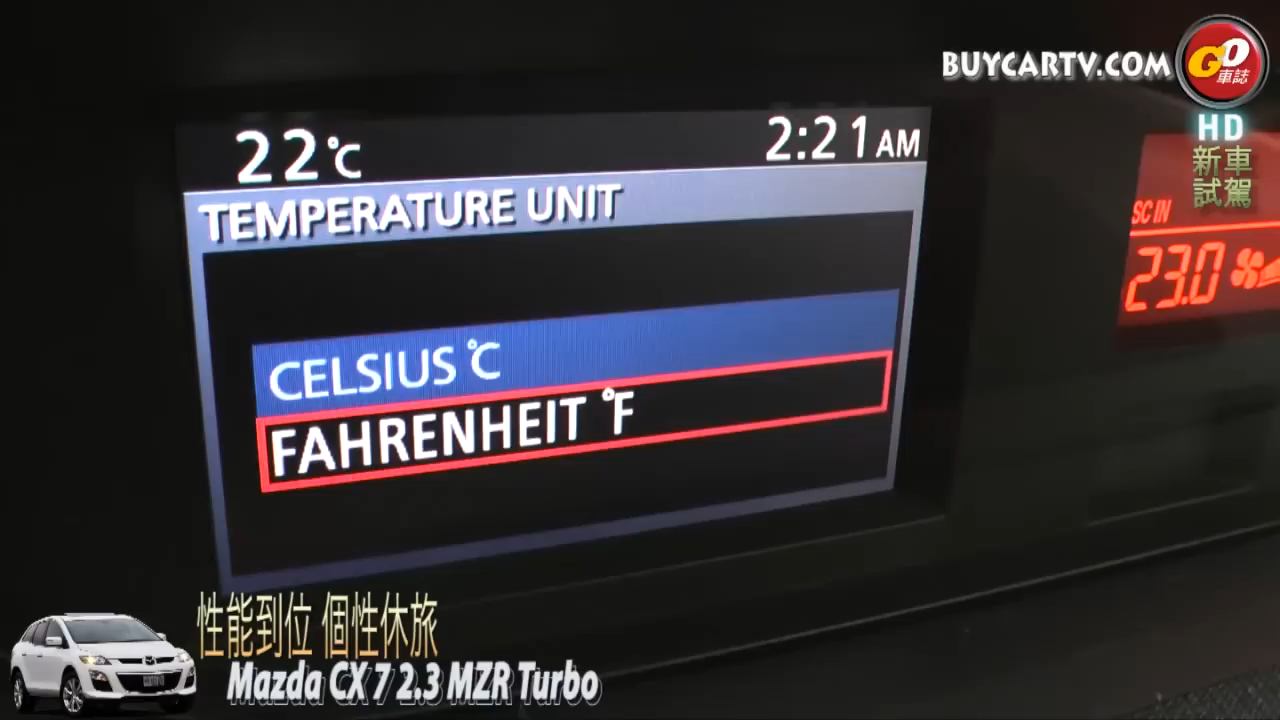 BUYCARTV.COM
GO
車誌
HD
新車
試駕
22℃
2:21AM
TEMPERATURE UNIT
CELSIUS ℃
FAHRENHEIT °F
SC IN
23.0
性能到位 個性休旅
Mazda CX 7 2.3 MZR Turbo